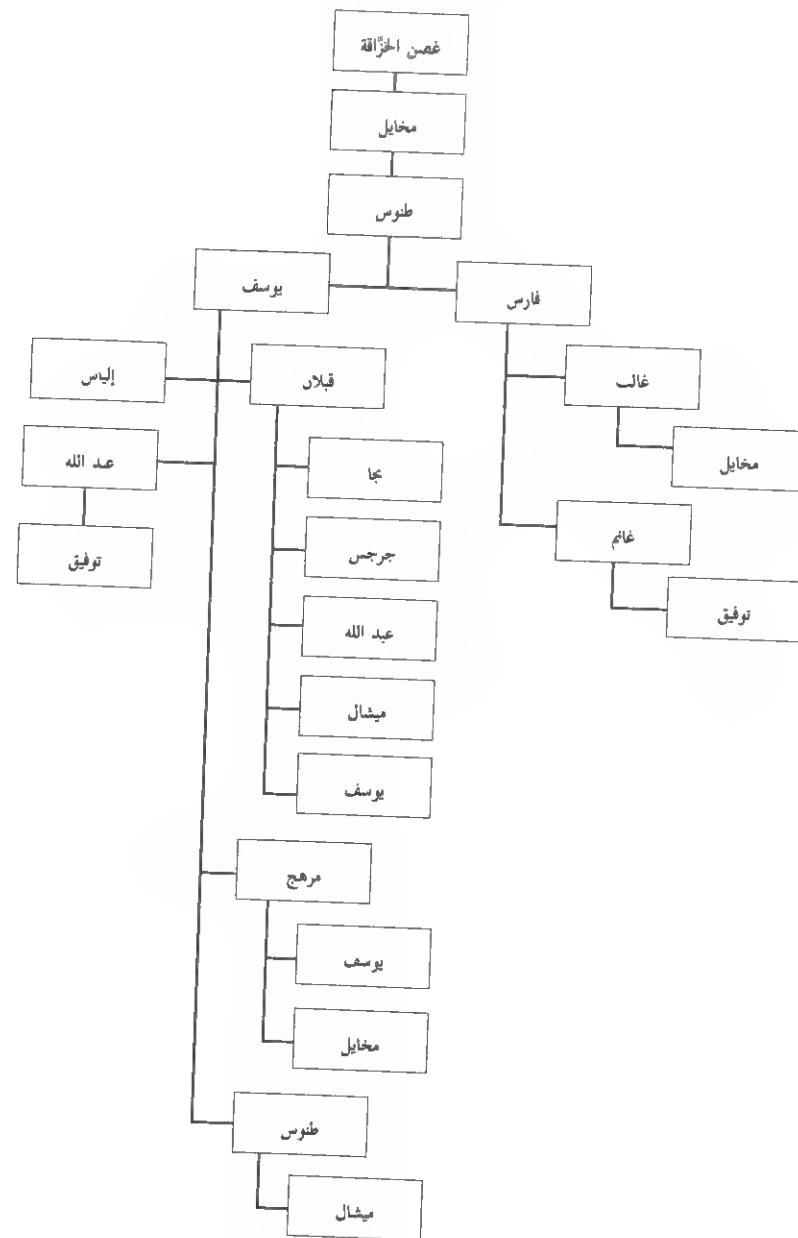 غصن الخزَّاقة
مخايل
طنوس
فارس
يوسف
غالب
مخايل
غانم
توفيق
قبلان
بجا
جرجس
عبد الله
ميشال
يوسف
إلياس
عبد الله
توفيق
مرهج
يوسف
مخايل
طنوس
ميشال